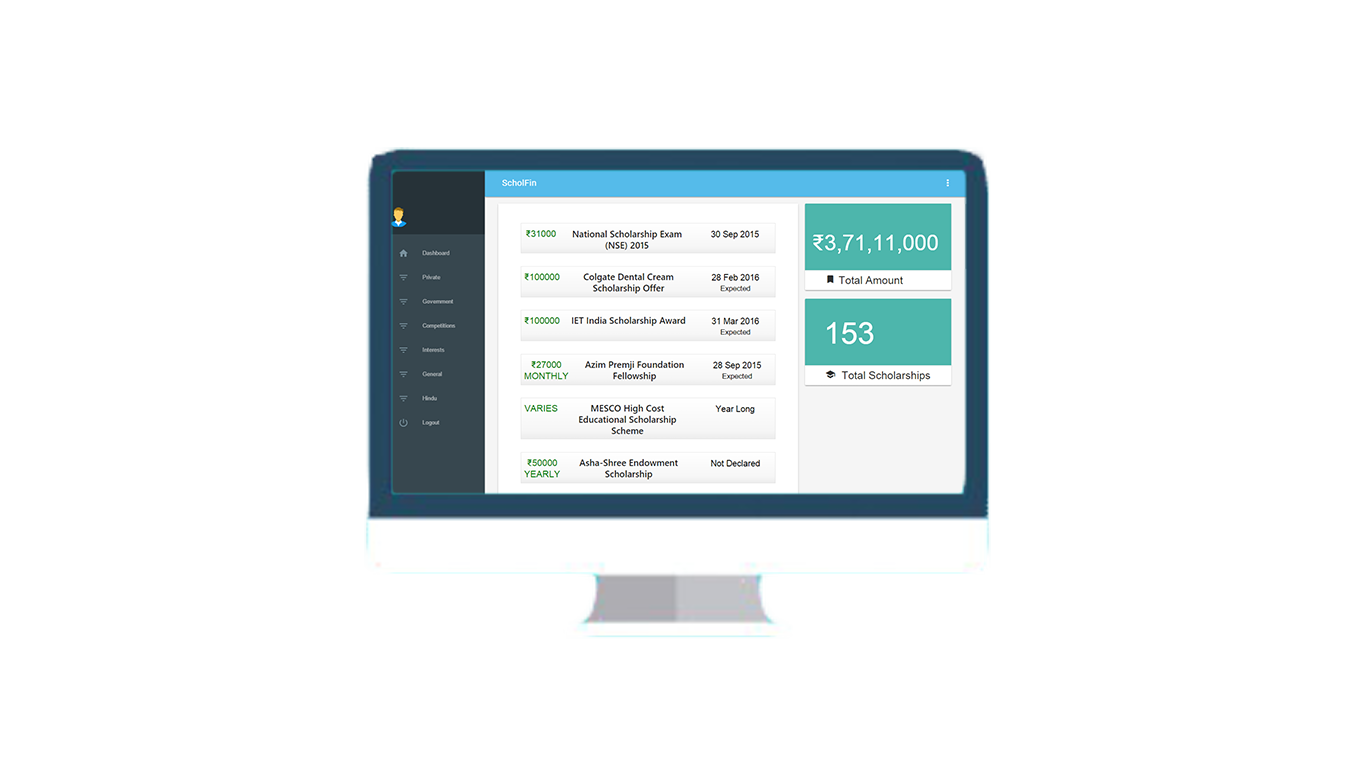 ScholFin
Dashboard
Private
Government
Competitions
Interests
General
Hindu
Logout
₹31000 National Scholarship Exam 30 Sep 2015
(NSE) 2015
₹100000 Colgate Dental Cream 28 Feb 2016
Scholarship Offer Expected
₹100000 IET India Scholarship Award 31 Mar 2016
Expected
₹27000 Azim Premji Foundation 28 Sep 2015
MONTHLY Fellowship Expected
VARIES MESCO High Cost Year Long
Educational Scholarship
Scheme
₹50000 Asha-Shree Endowment Not Declared
YEARLY Scholarship
₹3,71,11,000
Total Amount
153
Total Scholarships